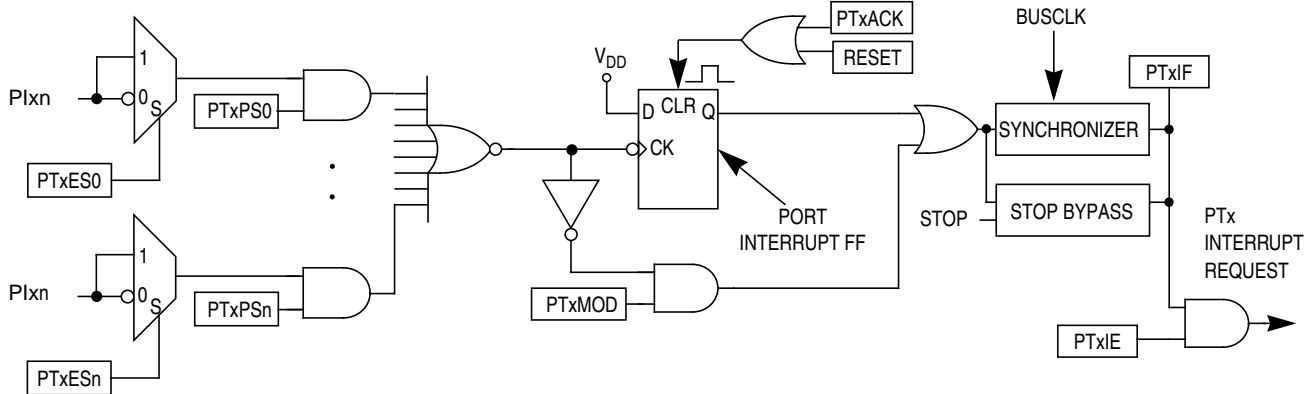 PIxn
1
0
S
PTxES0
PTxPS0
PIxn
1
0
S
PTxESn
PTxPSn
VDD
D CLR Q
CK
PTxACK
RESET
PORT
INTERRUPT FF
PTxMOD
BUSCLK
SYNCHRONIZER
STOP BYPASS
STOP
PTxIF
PTx
INTERRUPT
REQUEST
PTxIE